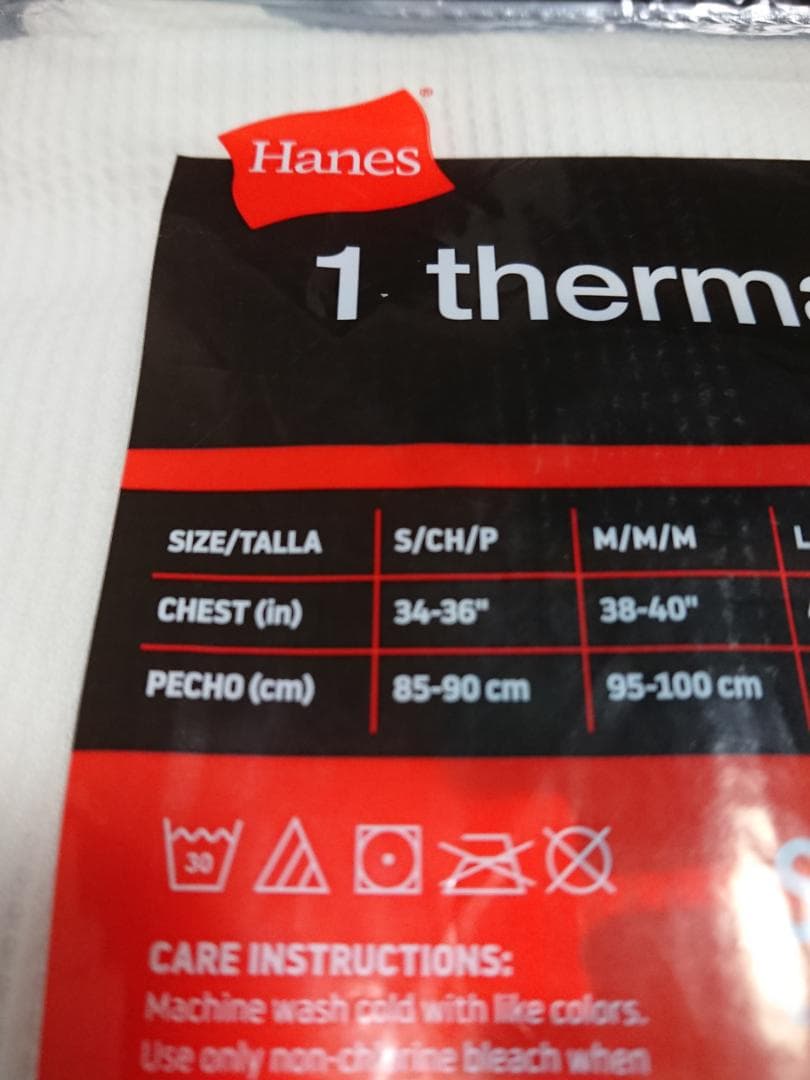 Hanes®
1 therma
SIZE/TALLA S/CH/P M/M/M L
CHEST (in) 34-36" 38-40"
PECHO (cm) 85-90 cm 95-100 cm
30
CARE INSTRUCTIONS:
Machine wash cold with like colors.
Use only non-chlorine bleach when